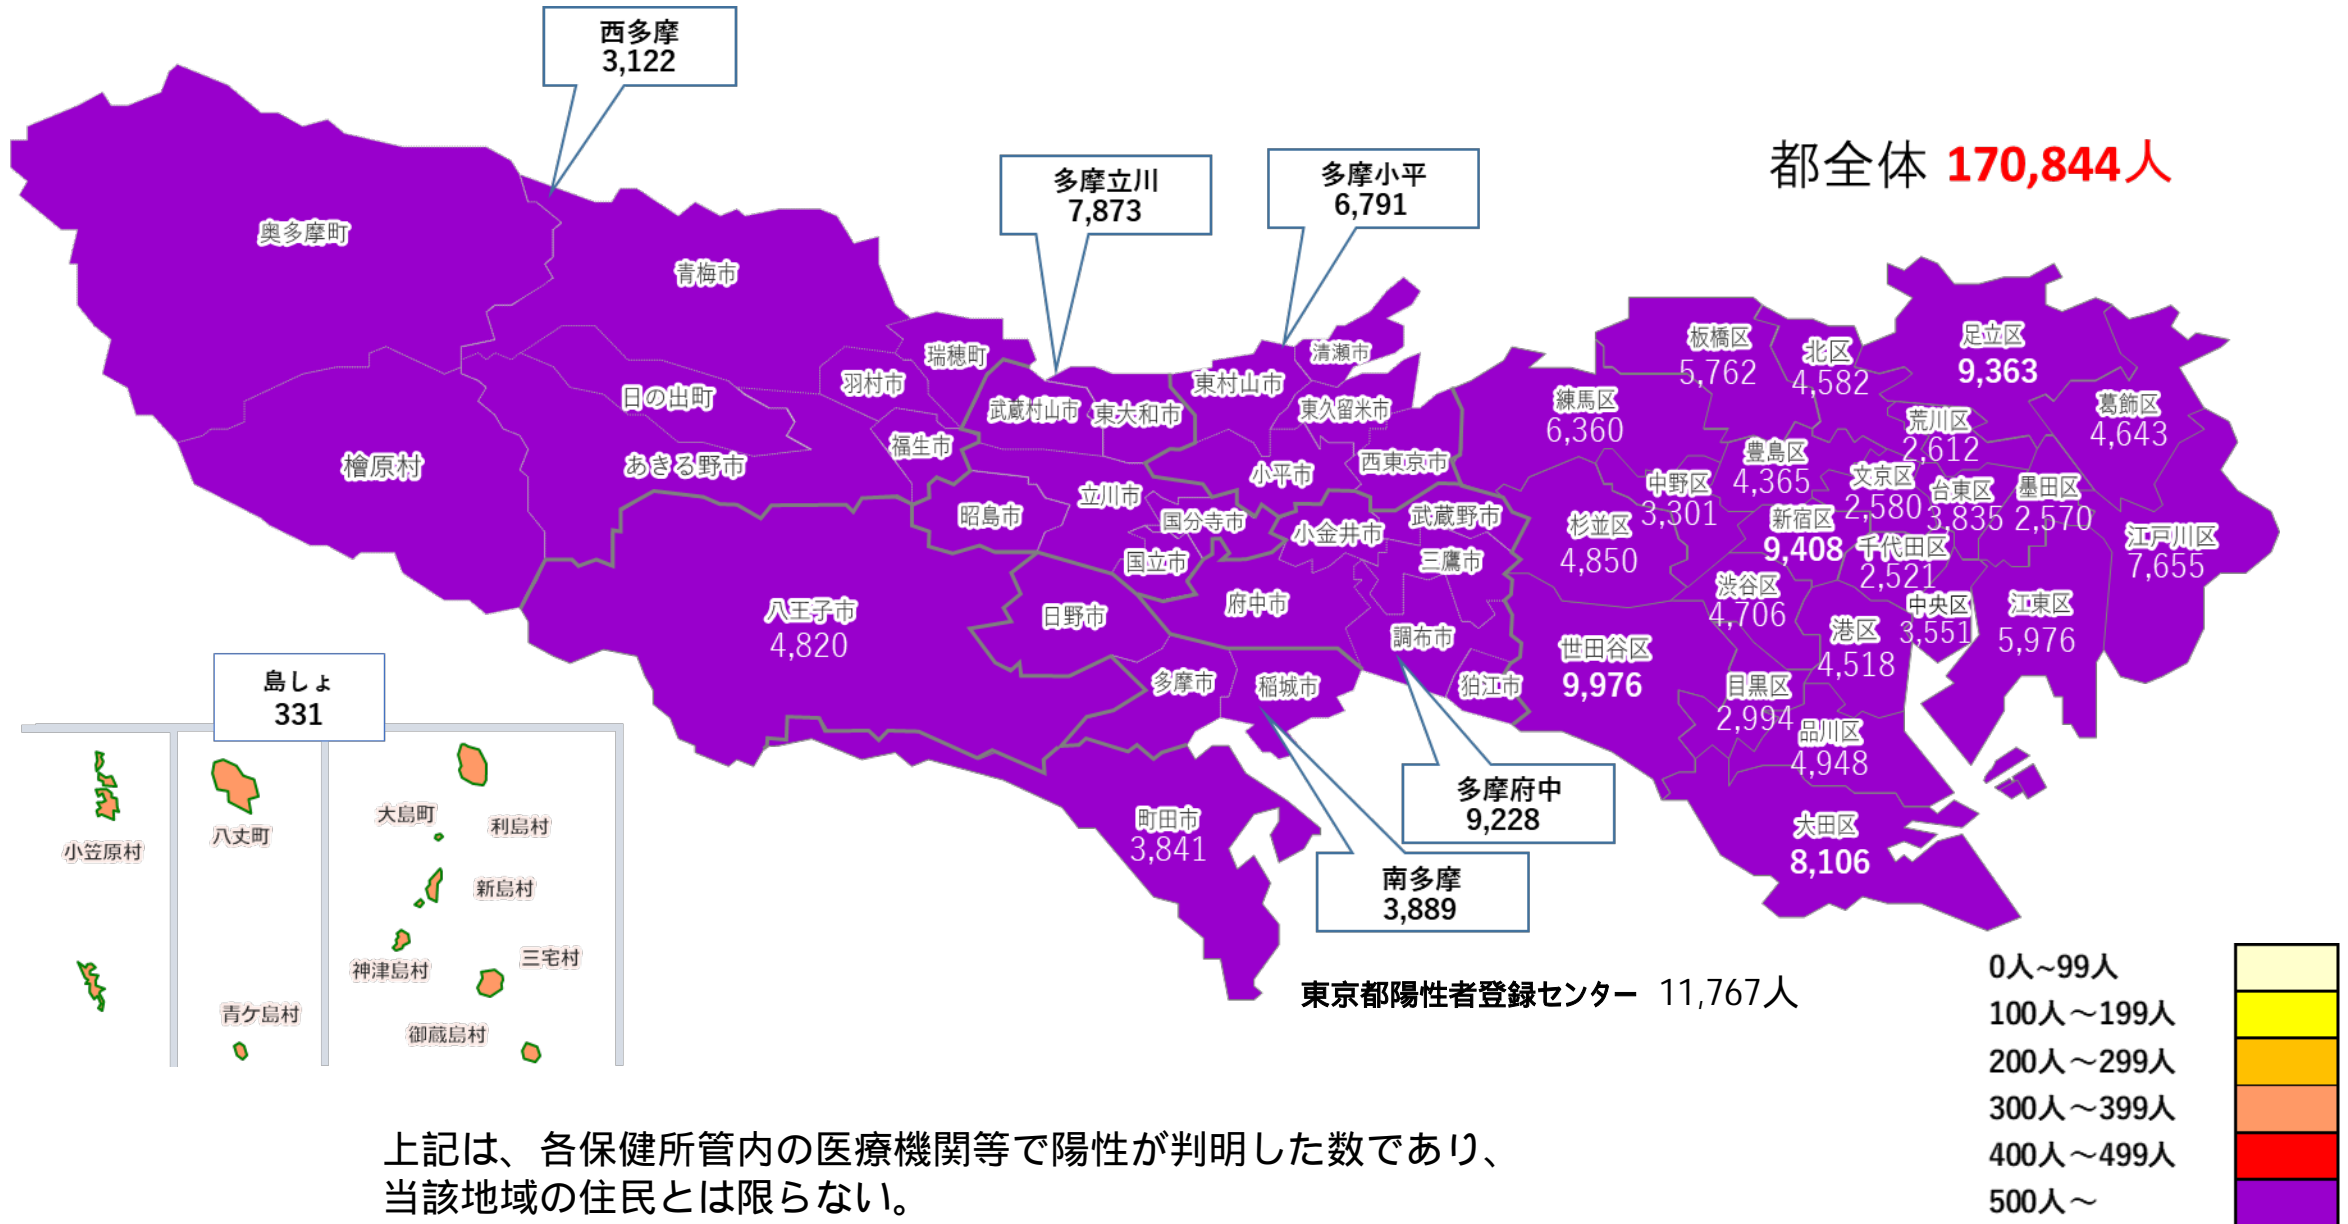 西多摩
3,122
多摩立川
7,873
多摩小平
6,791
都全体 170,844人
奥多摩町
青梅市
瑞穂町
羽村市
日の出町
福生市
あきる野市
檜原村
武蔵村山市
東大和市
東村山市
清瀬市
東久留米市
小平市
西東京市
昭島市
立川市
国分寺市
国立市
小金井市
武蔵野市
三鷹市
府中市
調布市
狛江市
八王子市
4,820
日野市
多摩市
稲城市
町田市
3,841
板橋区
5,762
北区
4,582
足立区
9,363
葛飾区
4,643
練馬区
6,360
荒川区
2,612
豊島区
4,365
文京区
2,580
台東区
3,835
墨田区
2,570
中野区
3,301
杉並区
4,850
新宿区
9,408
千代田区
2,521
江戸川区
7,655
渋谷区
4,706
中央区
3,551
江東区
5,976
港区
4,518
世田谷区
9,976
目黒区
2,994
品川区
4,948
大田区
8,106
多摩府中
9,228
南多摩
3,889
島しょ
331
小笠原村
八丈町
青ケ島村
大島町
利島村
新島村
神津島村
三宅村
御蔵島村
東京都陽性者登録センター 11,767人
0人~99人
100人~199人
200人~299人
300人~399人
400人~499人
500人~
上記は、各保健所管内の医療機関等で陽性が判明した数であり、
当該地域の住民とは限らない。